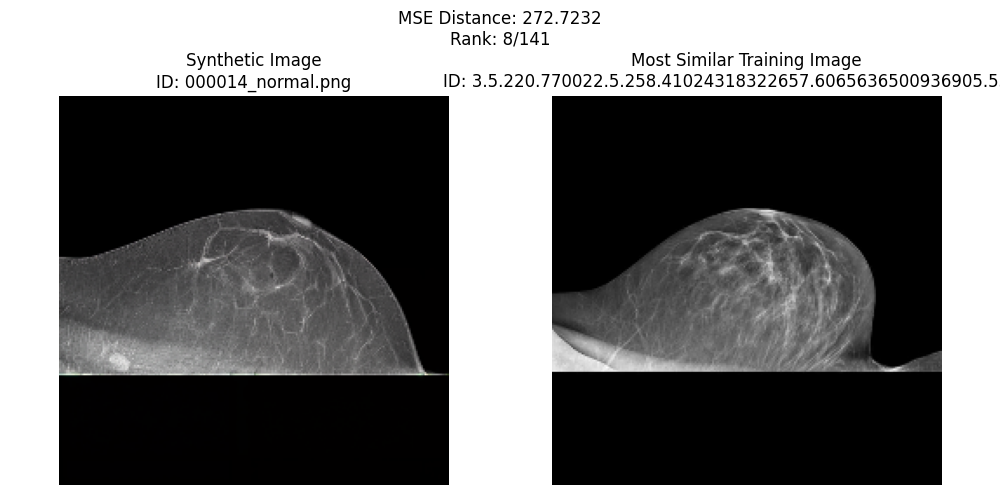 MSE Distance: 272.7232
Rank: 8/141
Synthetic Image
ID: 000014_normal.png
Most Similar Training Image
ID: 3.5.220.770022.5.258.41024318322657.6065636500936905.5